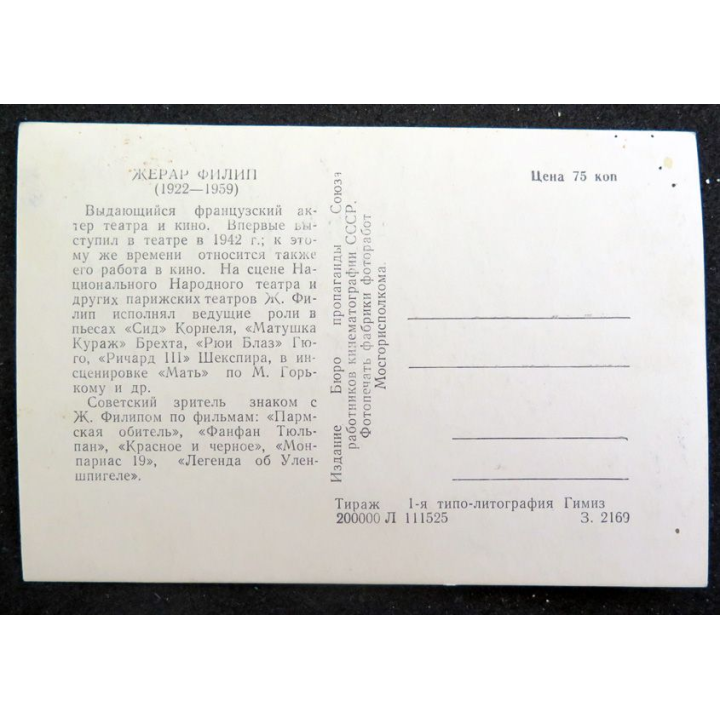 ЖЕРАР ФИЛИП
(1922—1959)
Выдающийся французский ак-
тер театра и кино. Впервые вы-
ступил в театре в 1942 г.; к это-
му же времени относится также
его работа в кино. На сцене На-
ционального Народного театра и
других парижских театров Ж. Фи-
лип исполнял ведущие роли в
пьесах «Сид» Корнеля, «Матушка
Кураж» Брехта, «Рюи Блаз» Гю-
го, «Ричард III» Шекспира, в ин-
сценировке «Мать» по М. Горь-
кому и др.
Советский зритель знаком с
Ж. Филипом по фильмам: «Парм-
ская обитель», «Фанфан Тюль-
пан», «Красное и черное», «Мон-
парнас 19», «Легенда об Улен-
шпигеле».
Издание Бюро пропаганды Союза
работников кинематографии СССР.
Фотопечать фабрики фоторабот
Мосгорисполкома.
Цена 75 коп
Тираж 1-я типо-литография Гимиз
200000 Л 111525 З. 2169